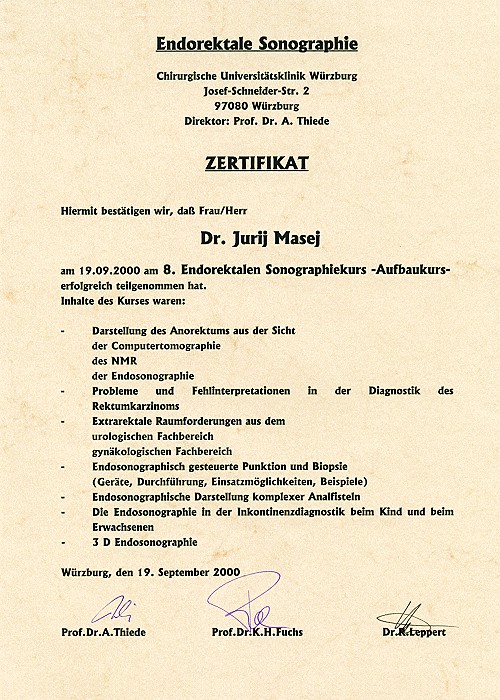 Endorektale Sonographie
Chirurgische Universitätsklinik Würzburg
Josef-Schneider-Str. 2
97080 Würzburg
Direktor: Prof. Dr. A. Thiede
ZERTIFIKAT
Hiermit bestätigen wir, daß Frau/Herr
Dr. Jurij Masej
am 19.09.2000 am 8. Endorektalen Sonographiekurs -Aufbaukurs-
erfolgreich teilgenommen hat.
Inhalte des Kurses waren:
- Darstellung des Anorektums aus der Sicht
der Computertomographie
des NMR
der Endosonographie
- Probleme und Fehlinterpretationen in der Diagnostik des
Rektumkarzinoms
- Extrarektale Raumforderungen aus dem
urologischen Fachbereich
gynäkologischen Fachbereich
- Endosonographisch gesteuerte Punktion und Biopsie
(Geräte, Durchführung, Einsatzmöglichkeiten, Beispiele)
- Endosonographische Darstellung komplexer Analfisteln
- Die Endosonographie in der Inkontinenzdiagnostik beim Kind und beim
Erwachsenen
- 3 D Endosonographie
Würzburg, den 19. September 2000
Prof.Dr.A.Thiede Prof.Dr.K.H.Fuchs Dr.R.Leppert